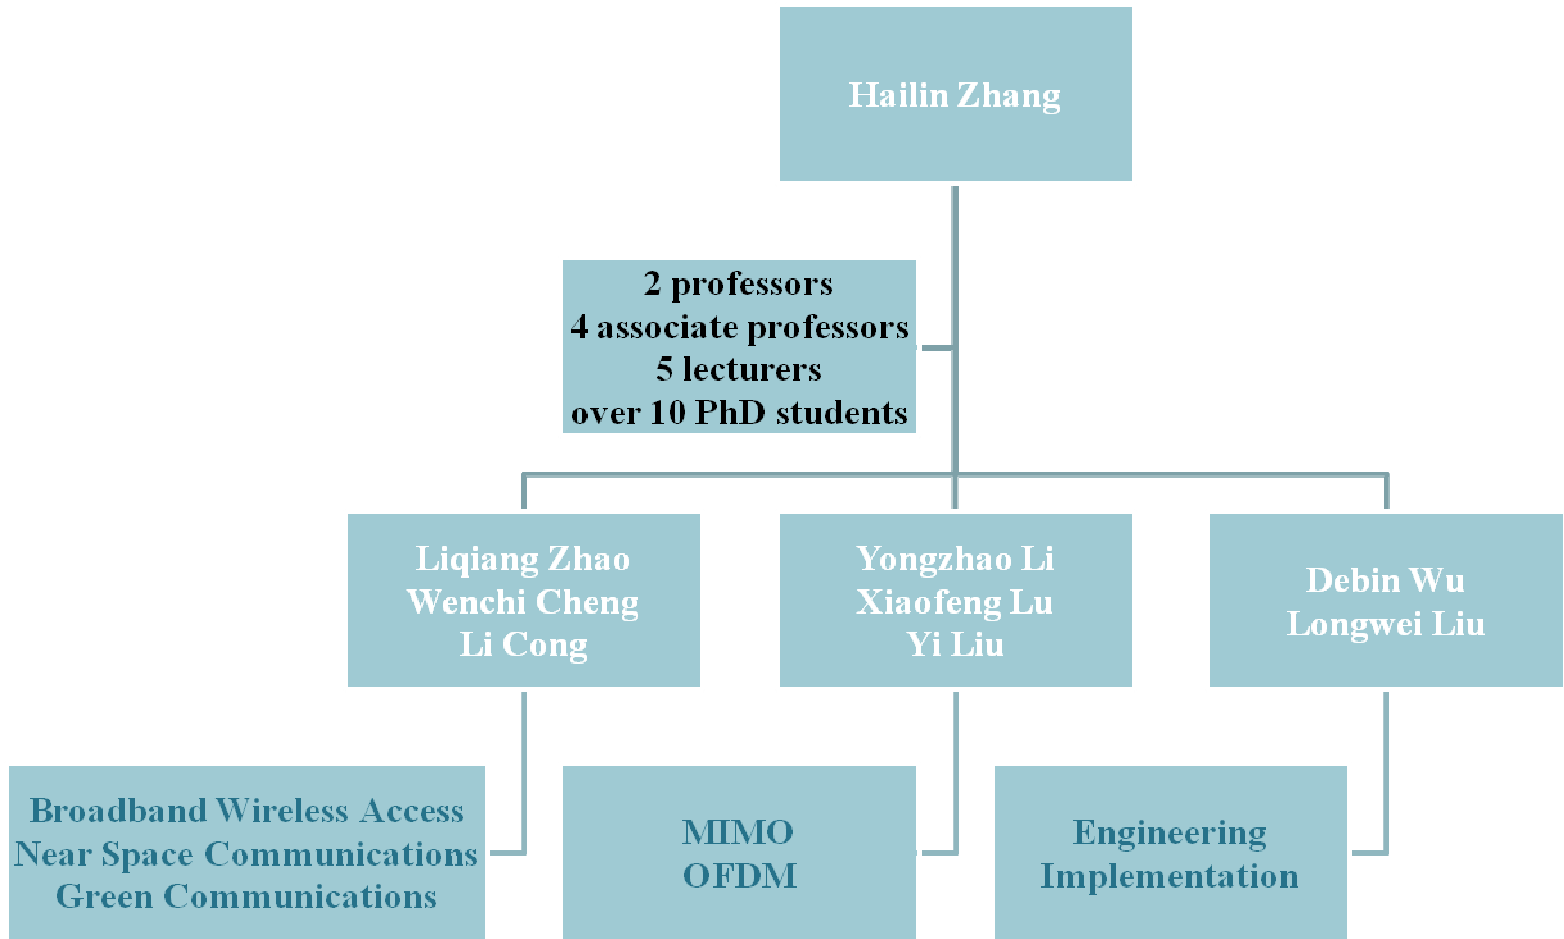 Hailin Zhang
2 professors
4 associate professors
5 lecturers
over 10 PhD students
Liqiang Zhao
Wenchi Cheng
Li Cong
Yongzhao Li
Xiaofeng Lu
Yi Liu
Debin Wu
Longwei Liu
Broadband Wireless Access
Near Space Communications
Green Communications
MIMO
OFDM
Engineering
Implementation